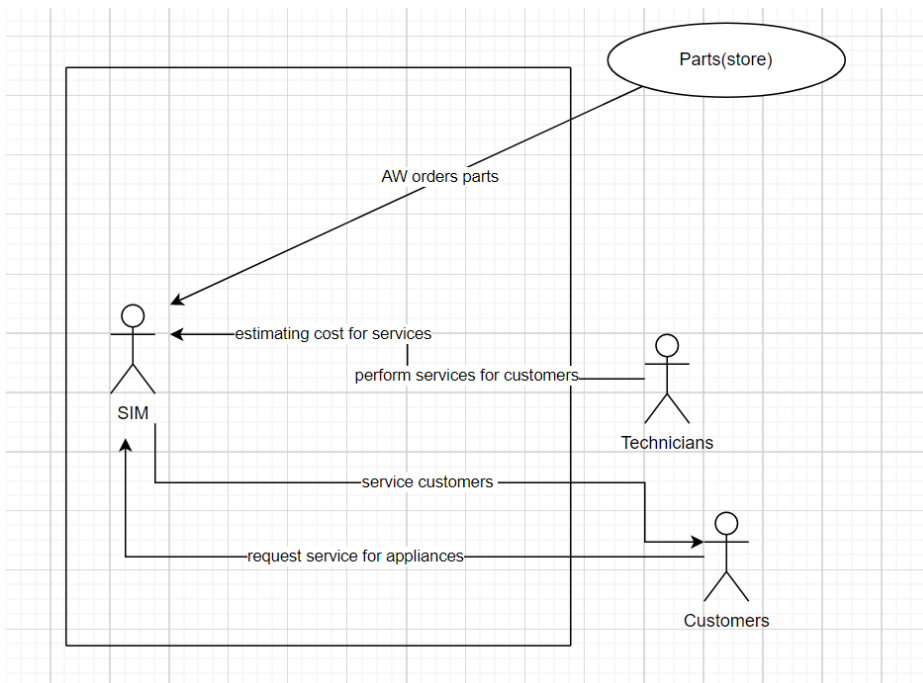 Parts(store)
AW orders parts
estimating cost for services
perform services for customers
SIM
Technicians
service customers
request service for appliances
Customers